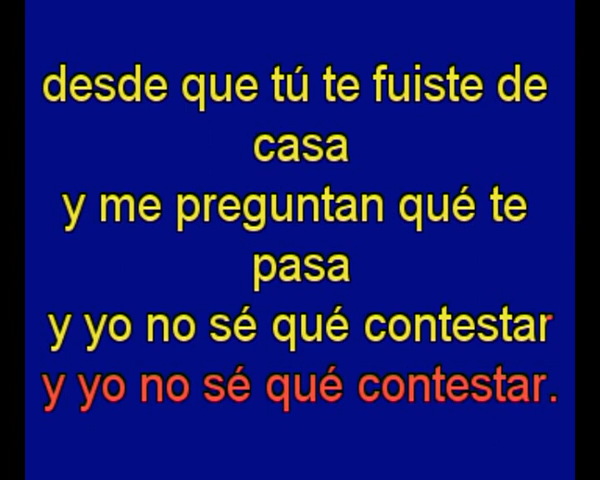 desde que tú te fuiste de
casa
y me preguntan qué te
pasa
y yo no sé qué contestar
y yo no sé qué contestar.